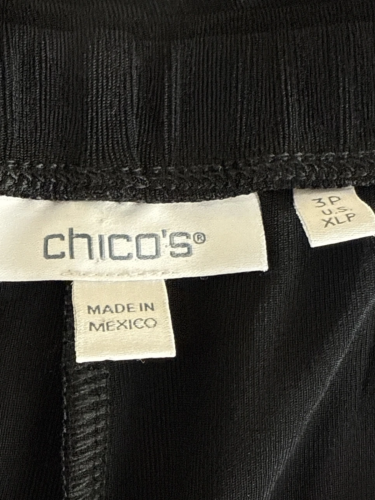 chico's®
3P
U.S.
XLP
MADE IN
MEXICO